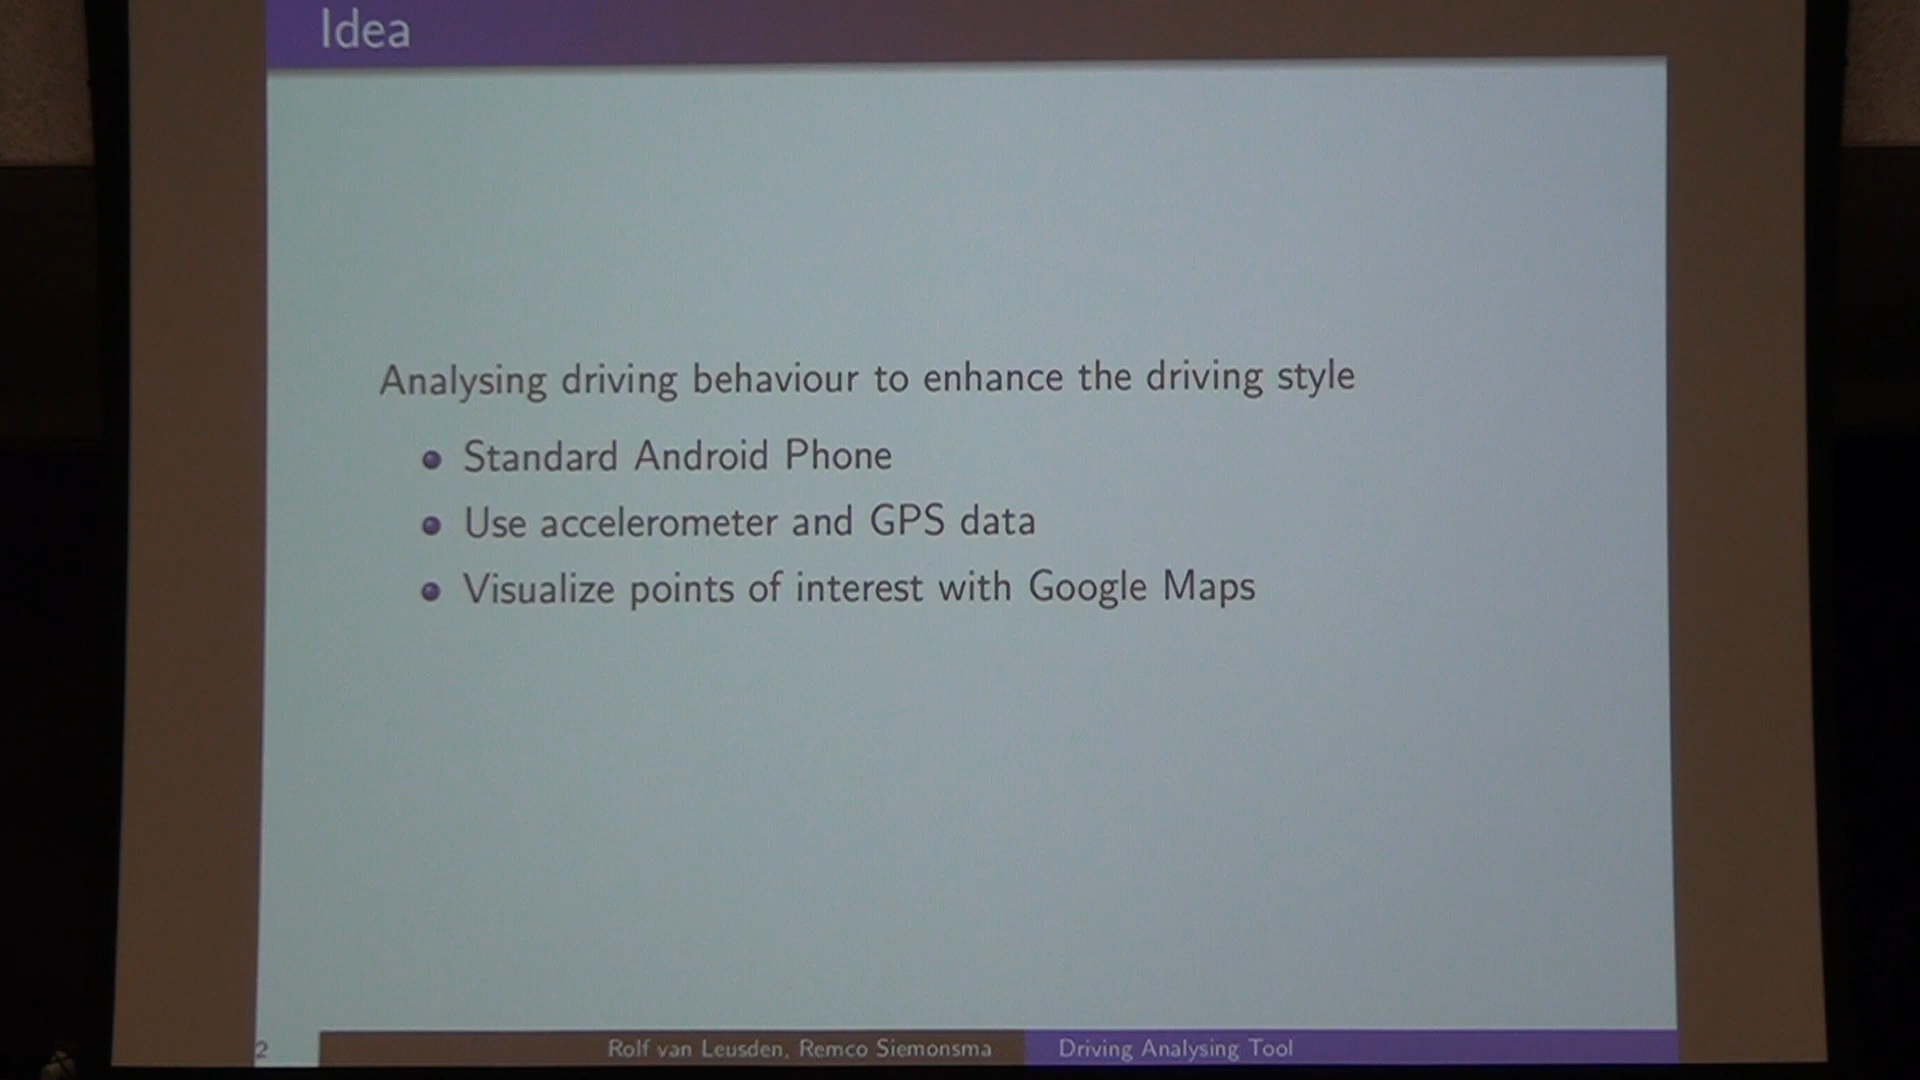 Idea
Analysing driving behaviour to enhance the driving style
Standard Android Phone
Use accelerometer and GPS data
Visualize points of interest with Google Maps
2
Rolf van Leusden, Remco Siemonsma
Driving Analysing Tool